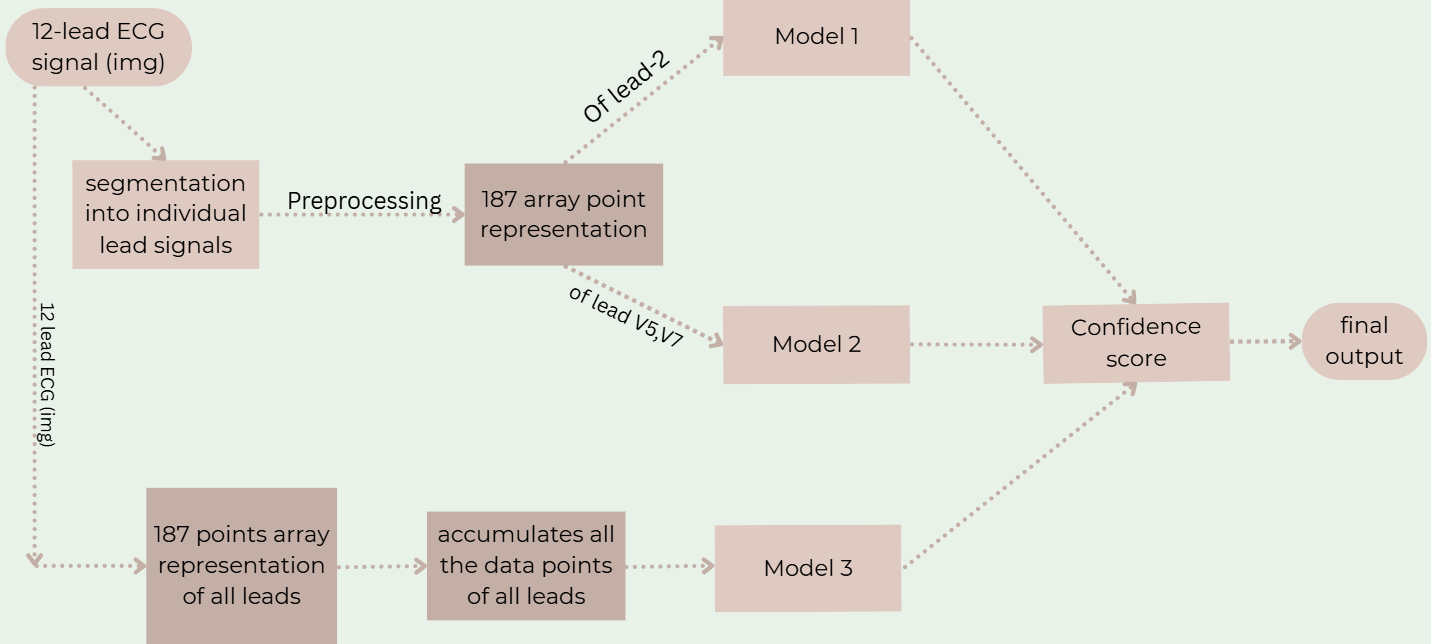 12-lead ECG
signal (img)
segmentation
into individual
lead signals
Preprocessing
187 array point
representation
Of lead-2
Model 1
of lead V5,V7
Model 2
Confidence
score
final
output
12 lead ECG (img)
187 points array
representation
of all leads
accumulates all
the data points
of all leads
Model 3